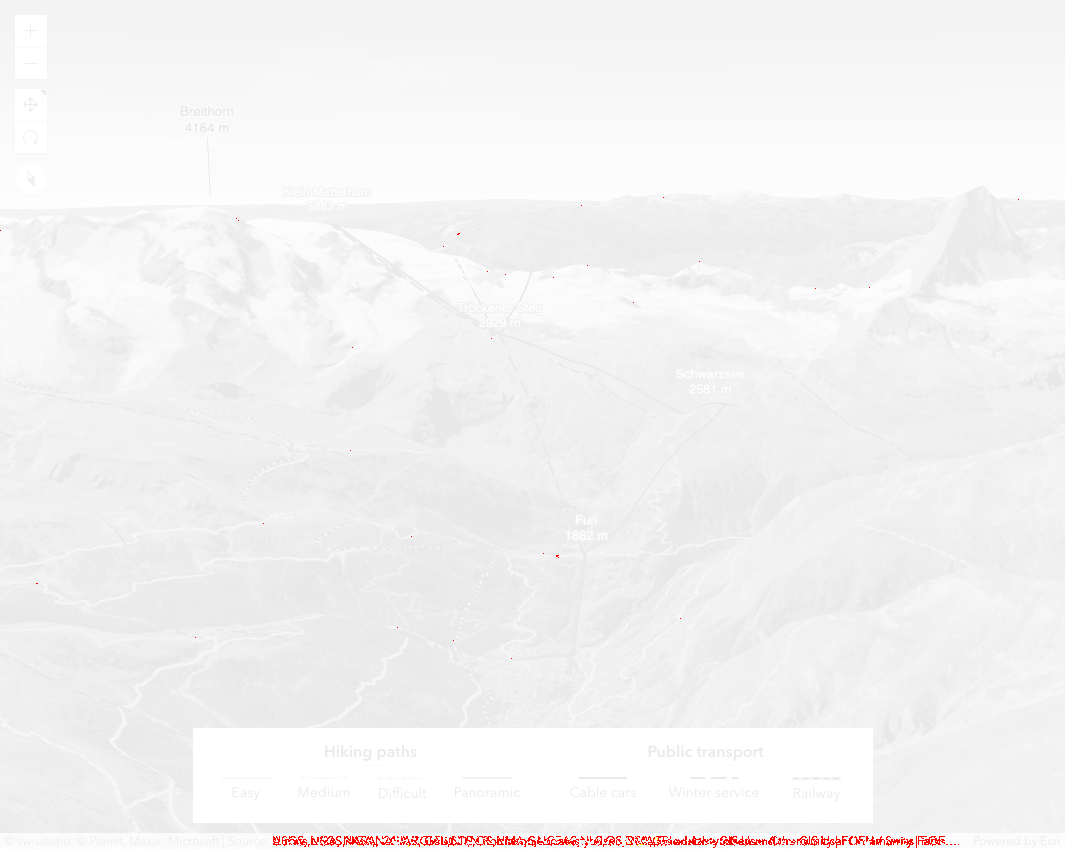 Breithorn
4164 m
Klein Matterhorn
3883 m
Trockener Steg
2929 m
Schwarzsee
2581 m
Furi
1862 m
Hiking paths
Public transport
Easy
Medium
Difficult
Panoramic
Cable cars
Winter service
Railway
© swisstopo, © Planet, Maxar, Microsoft | Source:
Powered by Esri